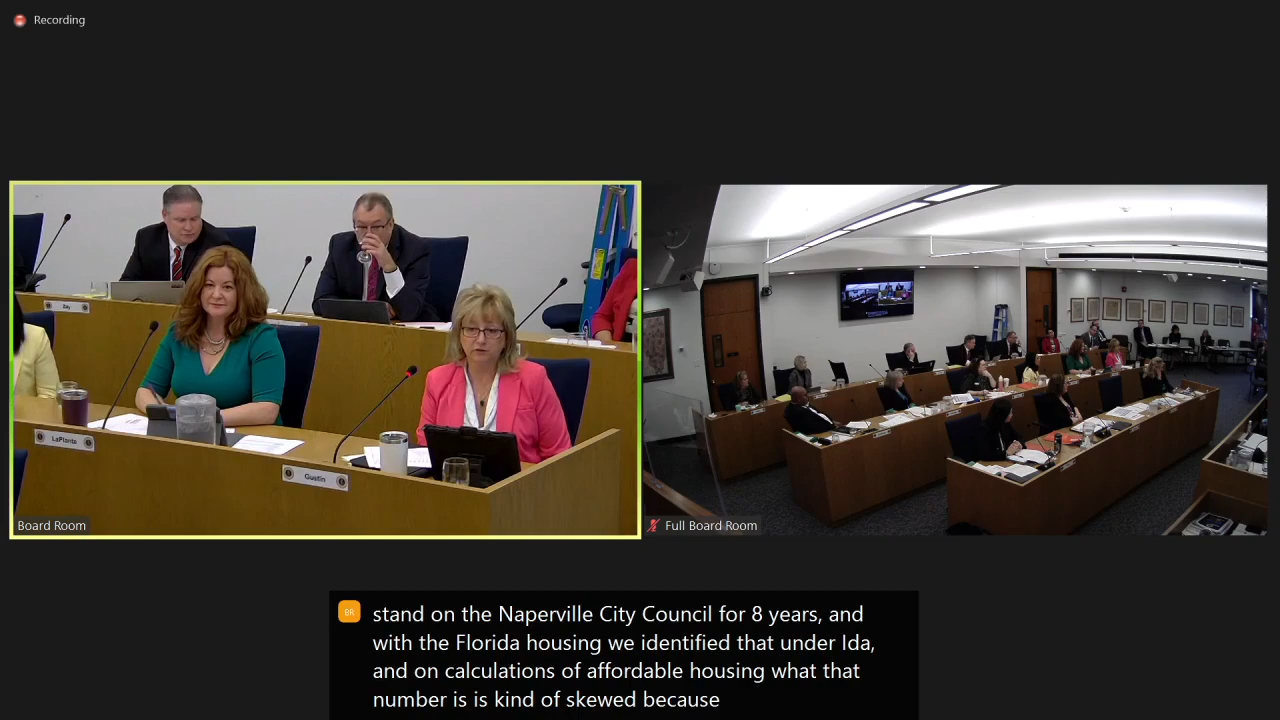 Recording
Zay
LaPlante
Gustin
Board Room
Full Board Room
BR
stand on the Naperville City Council for 8 years, and
with the Florida housing we identified that under Ida,
and on calculations of affordable housing what that
number is is kind of skewed because